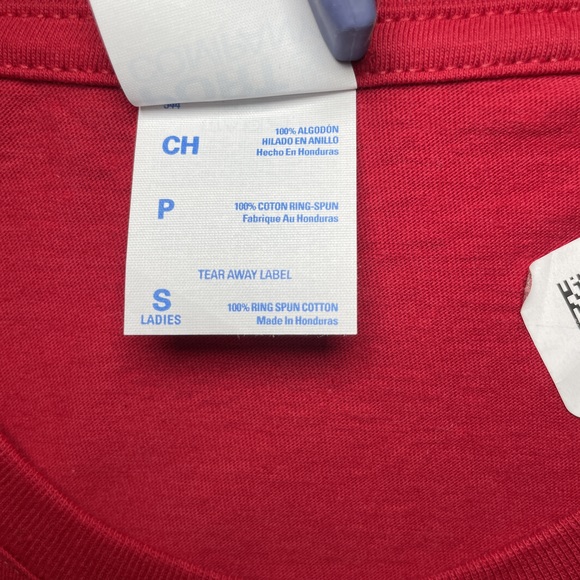 CH
100% ALGODÓN
HILADO EN ANILLO
Hecho En Honduras
P
100% COTON RING-SPUN
Fabrique Au Honduras
TEAR AWAY LABEL
S
LADIES
100% RING SPUN COTTON
Made In Honduras